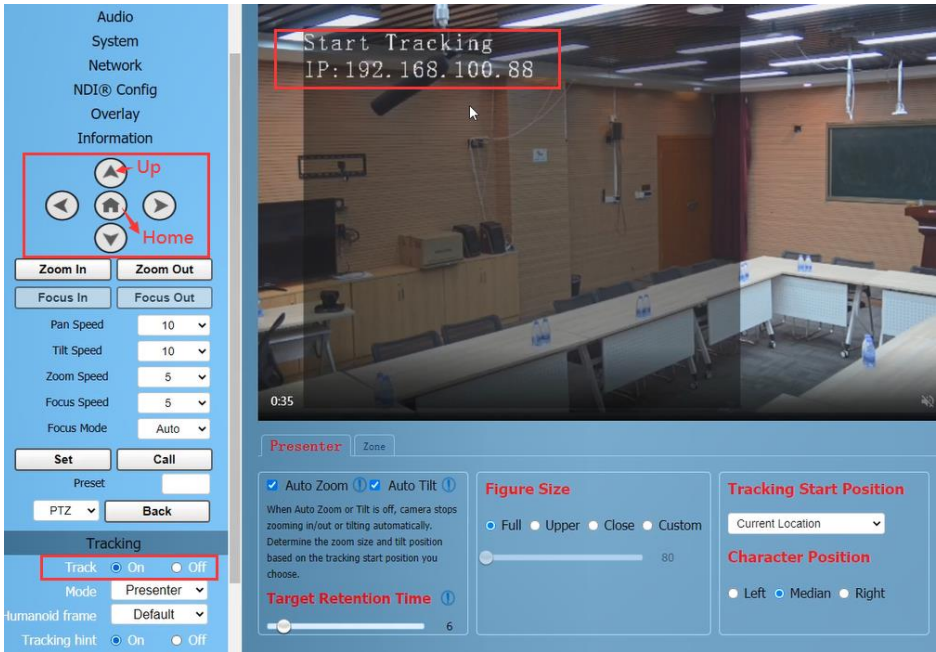 Audio
System
Network
NDI® Config
Overlay
Information
Up
Home
Zoom In Zoom Out
Focus In Focus Out
Pan Speed 10
Tilt Speed 10
Zoom Speed 5
Focus Speed 5
Focus Mode Auto
Set Call
Preset
PTZ Back
Tracking
Track On Off
Mode Presenter
Humanoid frame Default
Tracking hint On Off
Start Tracking
IP:192.168.100.88
0:35
Presenter Zone
Auto Zoom Auto Tilt
When Auto Zoom or Tilt is off, camera stops
zooming in/out or tilting automatically.
Determine the zoom size and tilt position
based on the tracking start position you
choose.
Target Retention Time
6
Figure Size
Full Upper Close Custom
80
Tracking Start Position
Current Location
Character Position
Left Median Right